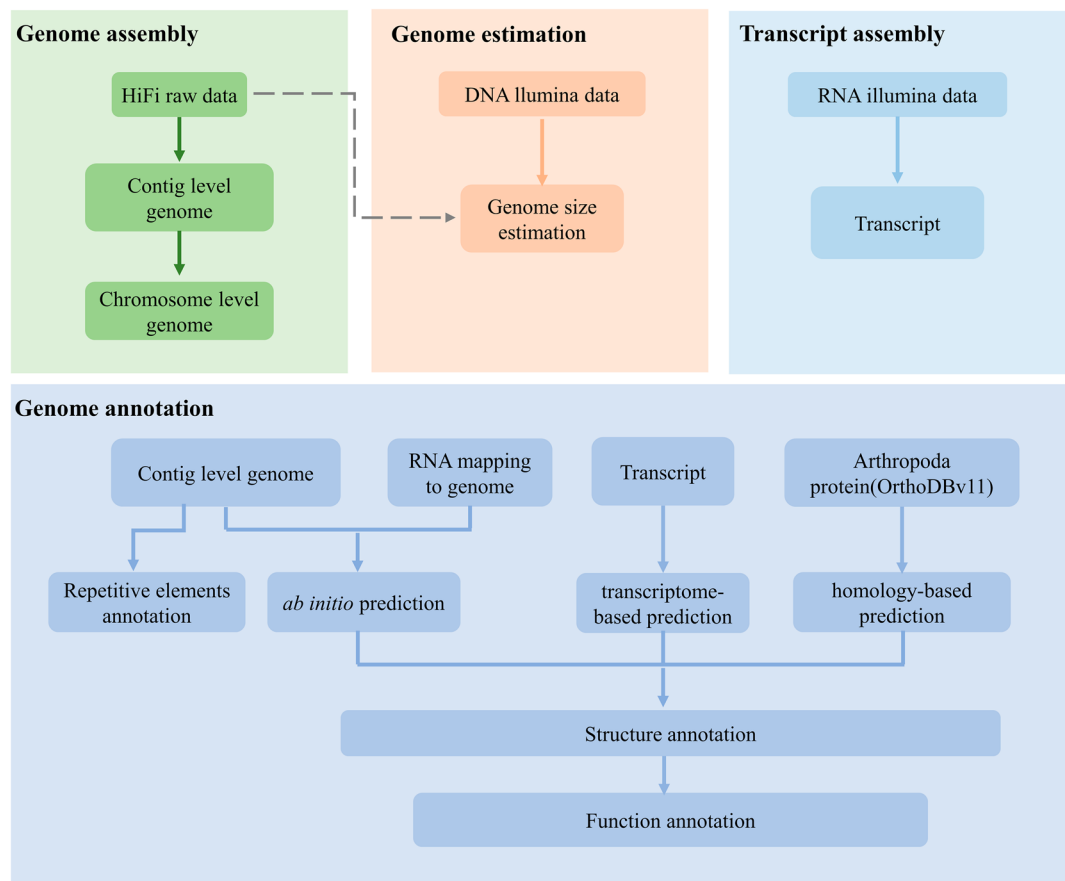 Genome assembly
HiFi raw data
Contig level
genome
Chromosome level
genome
Genome estimation
DNA llumina data
Genome size
estimation
Transcript assembly
RNA illumina data
Transcript
Genome annotation
Contig level genome
RNA mapping
to genome
Transcript
Arthropoda
protein(OrthoDBv11)
Repetitive elements
annotation
ab initio prediction
transcriptome-
based prediction
homology-based
prediction
Structure annotation
Function annotation